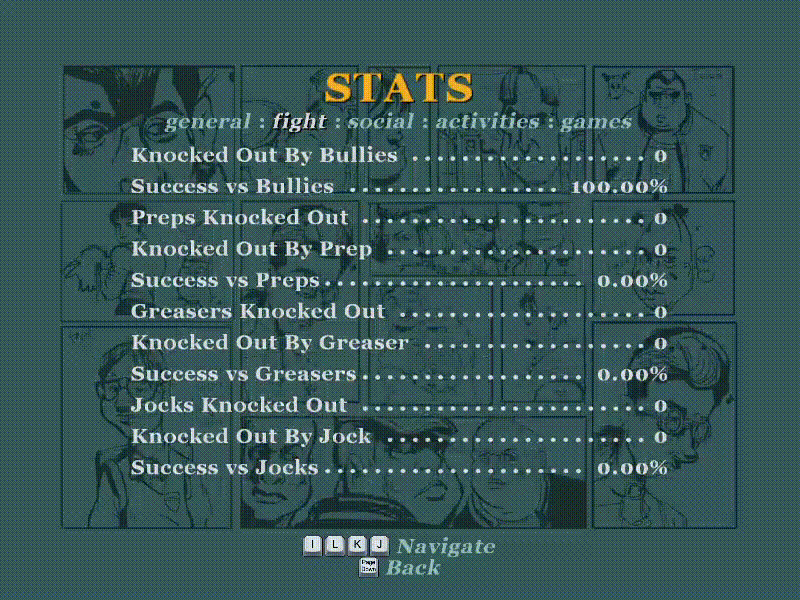 STATS
general : fight : social : activities : games
Knocked Out By Bullies . . . . . . . . . . . . . . . . . . . . 0
Success vs Bullies . . . . . . . . . . . . . . . . . . 100.00%
Preps Knocked Out . . . . . . . . . . . . . . . . . . . . . . . . 0
Knocked Out By Prep . . . . . . . . . . . . . . . . . . . . . . 0
Success vs Preps . . . . . . . . . . . . . . . . . . . . . . 0.00%
Greasers Knocked Out . . . . . . . . . . . . . . . . . . . . . 0
Knocked Out By Greaser . . . . . . . . . . . . . . . . . . . 0
Success vs Greasers . . . . . . . . . . . . . . . . . . . 0.00%
Jocks Knocked Out . . . . . . . . . . . . . . . . . . . . . . . . 0
Knocked Out By Jock . . . . . . . . . . . . . . . . . . . . . . 0
Success vs Jocks . . . . . . . . . . . . . . . . . . . . . . 0.00%
I L K J Navigate
Page Down Back